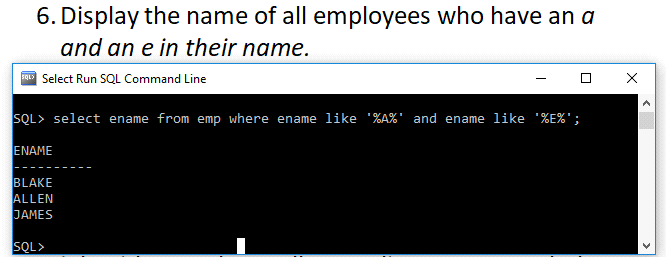 6. Display the name of all employees who have an a
and an e in their name.
Select Run SQL Command Line
SQL> select ename from emp where ename like '%A%' and ename like '%E%';
ENAME
----------
BLAKE
ALLEN
JAMES
SQL>